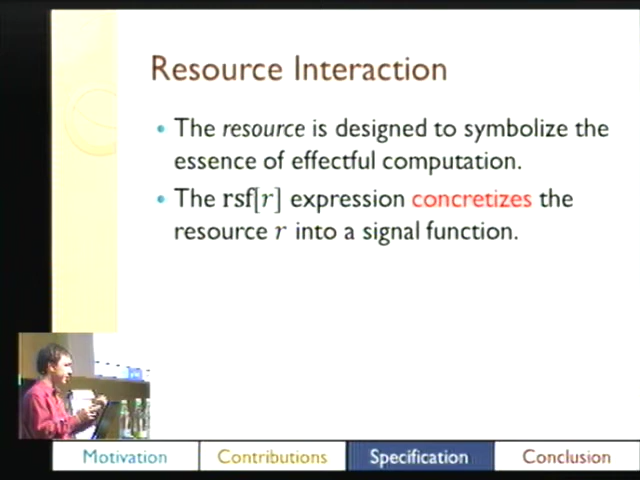 Resource Interaction
• The resource is designed to symbolize the
essence of effectful computation.
• The rsf[r] expression concretizes the
resource r into a signal function.
Motivation
Contributions
Specification
Conclusion